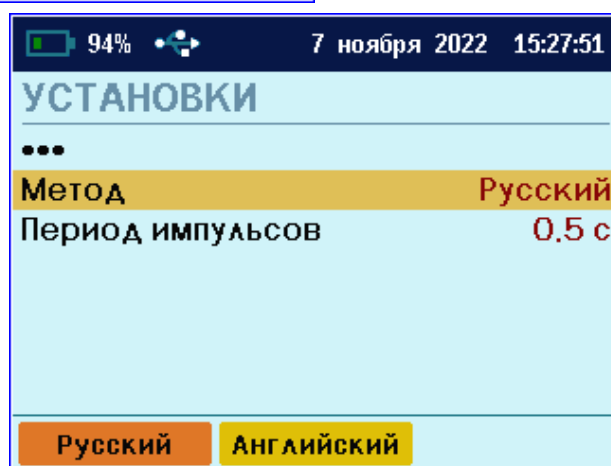 94% 7 ноября 2022 15:27:51
УСТАНОВКИ
•••
Метод Русский
Период импульсов 0.5 с
Русский Английский